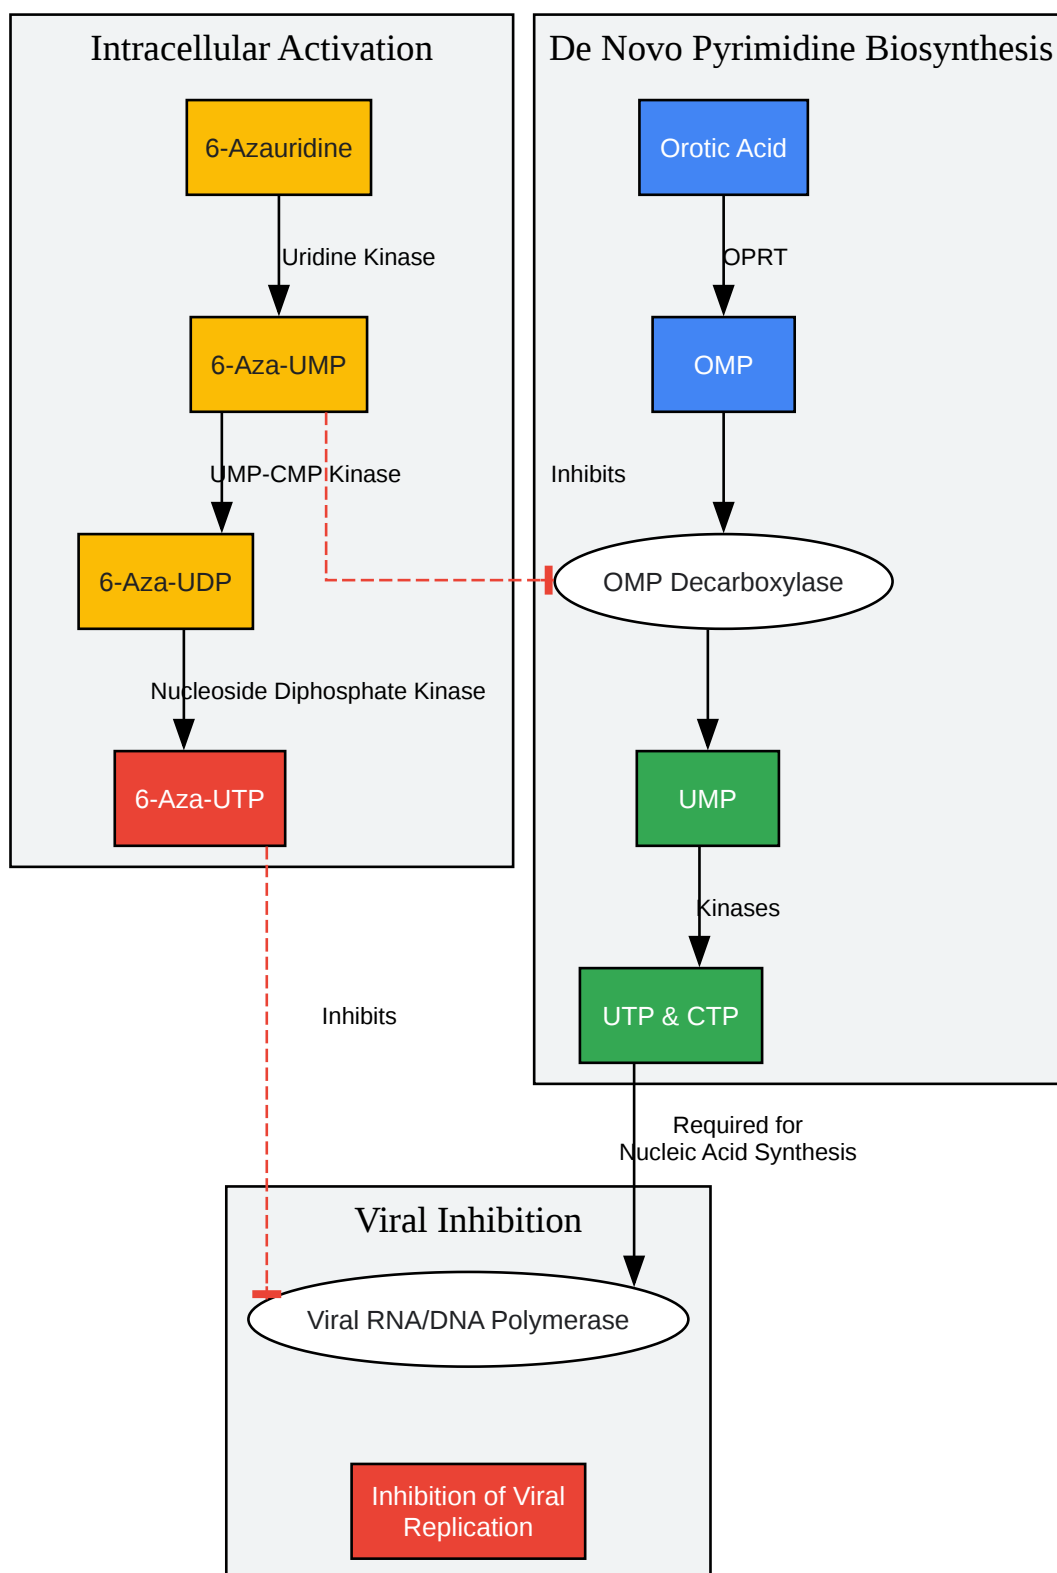 Intracellular Activation
6-Azauridine
Uridine Kinase
6-Aza-UMP
UMP-CMP Kinase
6-Aza-UDP
Nucleoside Diphosphate Kinase
6-Aza-UTP
Inhibits
De Novo Pyrimidine Biosynthesis
Orotic Acid
OPRT
OMP
Inhibits
OMP Decarboxylase
UMP
Kinases
UTP & CTP
Required for
Nucleic Acid Synthesis
Viral Inhibition
Viral RNA/DNA Polymerase
Inhibition of Viral
Replication